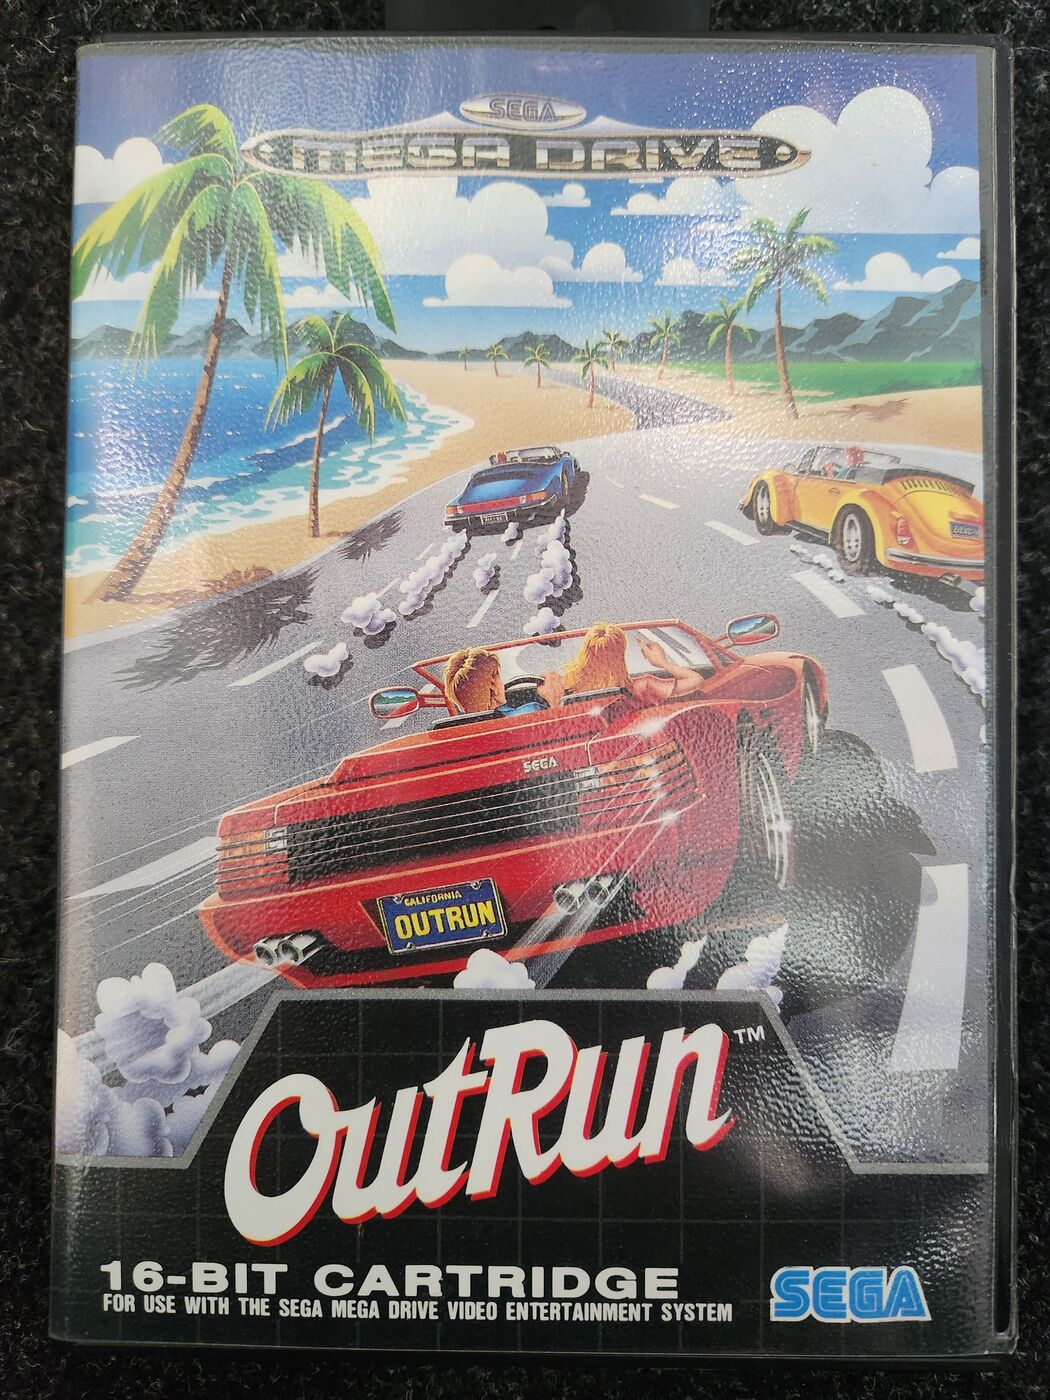 SEGA
MEGA DRIVE
SEGA
CALIFORNIA
OUTRUN
OutRun™
16-BIT CARTRIDGE
FOR USE WITH THE SEGA MEGA DRIVE VIDEO ENTERTAINMENT SYSTEM
SEGA